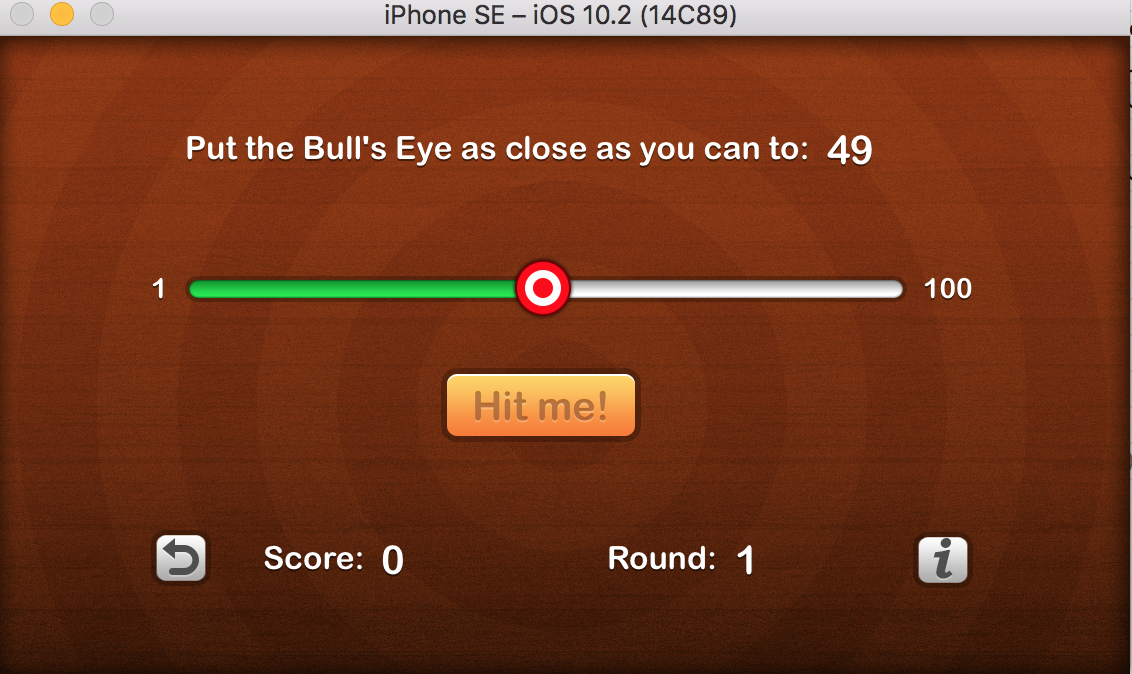 iPhone SE – iOS 10.2 (14C89)
Put the Bull's Eye as close as you can to: 49
1 100
Hit me!
Score: 0 Round: 1 i